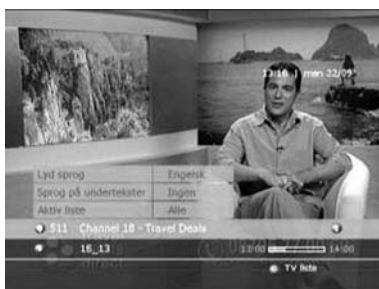 13:16 | man 22/09
Lyd sprog Engelsk
Sprog på undertekster Ingen
Aktiv liste Alle
511 Channel 18 - Travel Deals
16_13 13:00 14:00
direct
TV liste